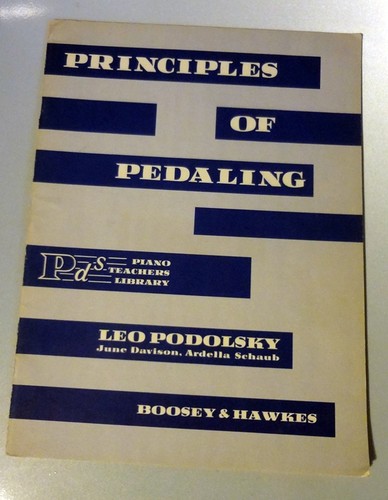 PRINCIPLES
OF
PEDALING
Pds PIANO
TEACHERS
LIBRARY
LEO PODOLSKY
June Davison, Ardella Schaub
BOOSEY & HAWKES